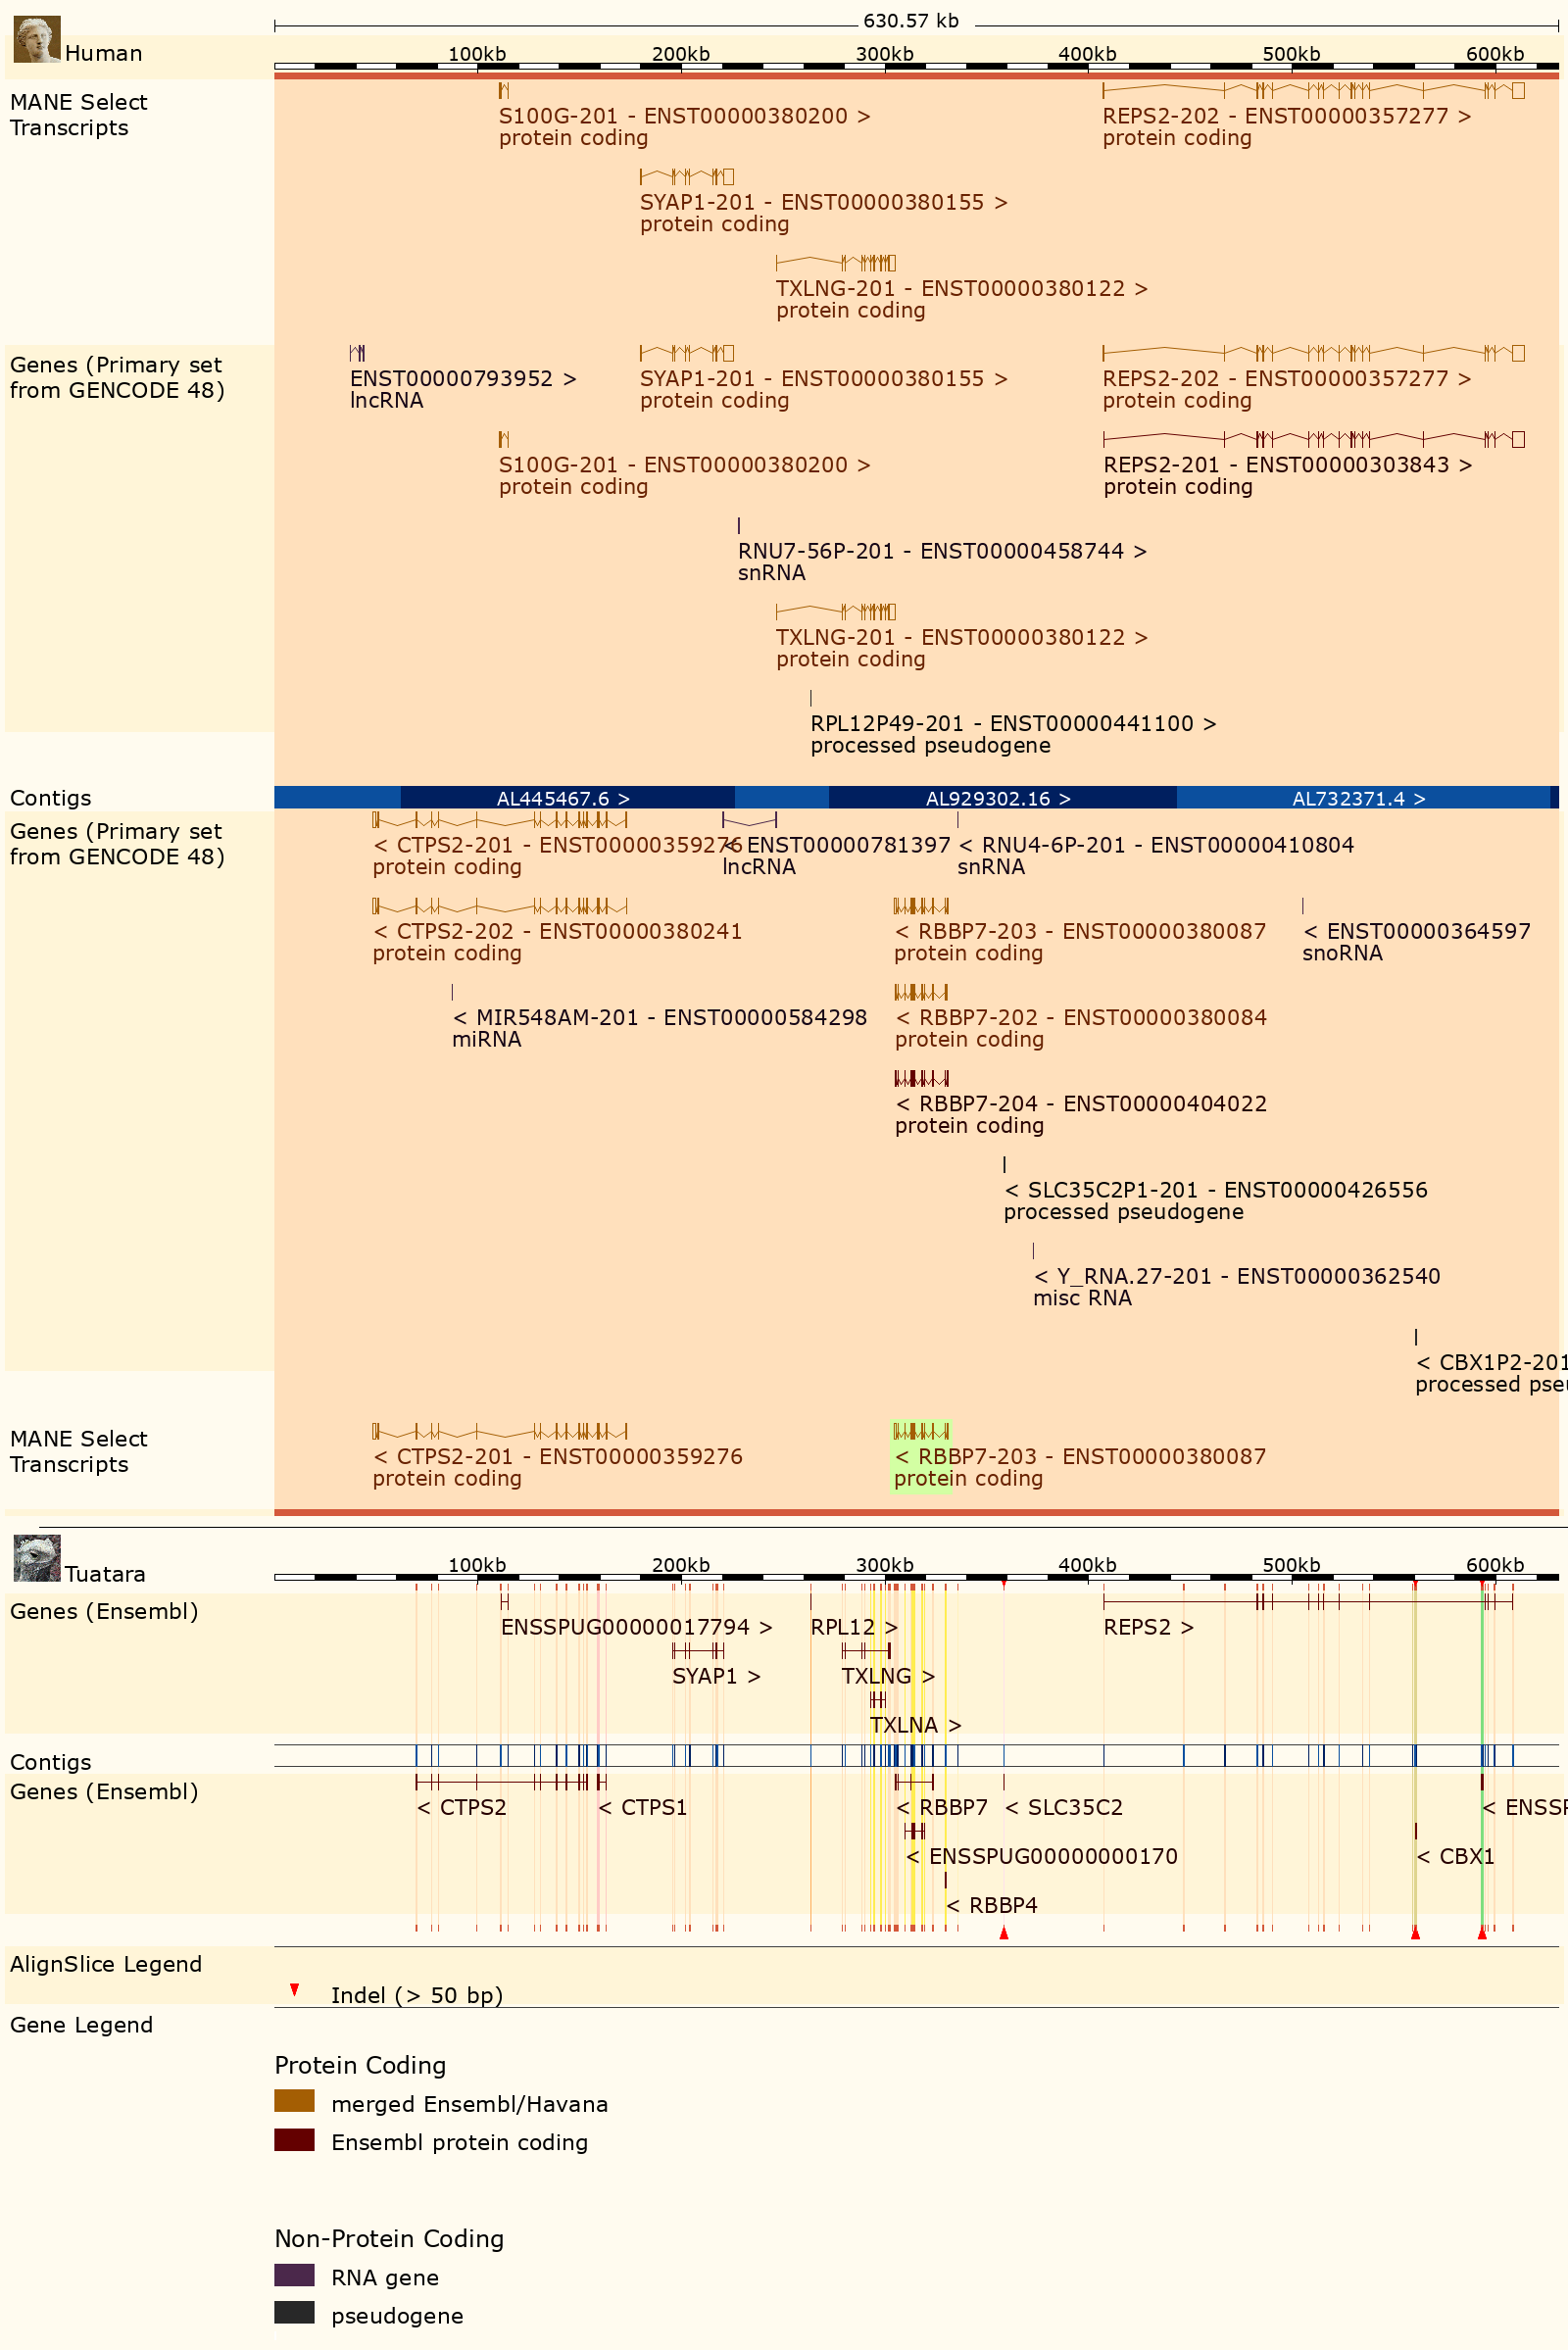 630.57 kb
Human
100kb 200kb 300kb 400kb 500kb 600kb
MANE Select
Transcripts
S100G-201 - ENST00000380200 > REPS2-202 - ENST00000357277 >
protein coding protein coding
SYAP1-201 - ENST00000380155 >
protein coding
TXLNG-201 - ENST00000380122 >
protein coding
Genes (Primary set
from GENCODE 48)
ENST00000793952 > SYAP1-201 - ENST00000380155 > REPS2-202 - ENST00000357277 >
lncRNA protein coding protein coding
S100G-201 - ENST00000380200 > REPS2-201 - ENST00000303843 >
protein coding protein coding
RNU7-56P-201 - ENST00000458744 >
snRNA
TXLNG-201 - ENST00000380122 >
protein coding
RPL12P49-201 - ENST00000441100 >
processed pseudogene
Contigs AL445467.6 > AL929302.16 > AL732371.4 >
Genes (Primary set
from GENCODE 48)
< CTPS2-201 - ENST00000359276 < ENST00000781397 < RNU4-6P-201 - ENST00000410804
protein coding lncRNA snRNA
< CTPS2-202 - ENST00000380241 < RBBP7-203 - ENST00000380087 < ENST00000364597
protein coding protein coding snoRNA
< MIR548AM-201 - ENST00000584298 < RBBP7-202 - ENST00000380084
miRNA protein coding
< RBBP7-204 - ENST00000404022
protein coding
< SLC35C2P1-201 - ENST00000426556
processed pseudogene
< Y_RNA.27-201 - ENST00000362540
misc RNA
< CBX1P2-201
processed pse
MANE Select
Transcripts
< CTPS2-201 - ENST00000359276 < RBBP7-203 - ENST00000380087
protein coding protein coding
Tuatara
100kb 200kb 300kb 400kb 500kb 600kb
Genes (Ensembl)
ENSSPUG00000017794 > RPL12 > REPS2 >
SYAP1 > TXLNG >
TXLNA >
Contigs
Genes (Ensembl)
< CTPS2 < CTPS1 < RBBP7 < SLC35C2 < ENSSP
< ENSSPUG00000000170 < CBX1
< RBBP4
AlignSlice Legend
Indel (> 50 bp)
Gene Legend
Protein Coding
merged Ensembl/Havana
Ensembl protein coding
Non-Protein Coding
RNA gene
pseudogene